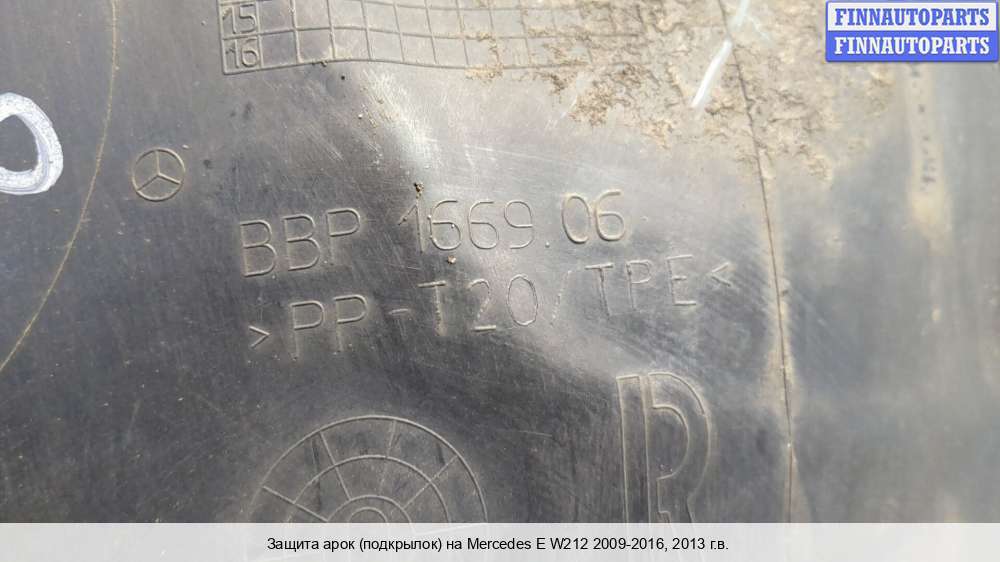 15
16
FINNAUTOPARTS
FINNAUTOPARTS
BBP 1669 06
>PP-T20/TPE<
R
Защита арок (подкрылок) на Mercedes E W212 2009-2016, 2013 г.в.